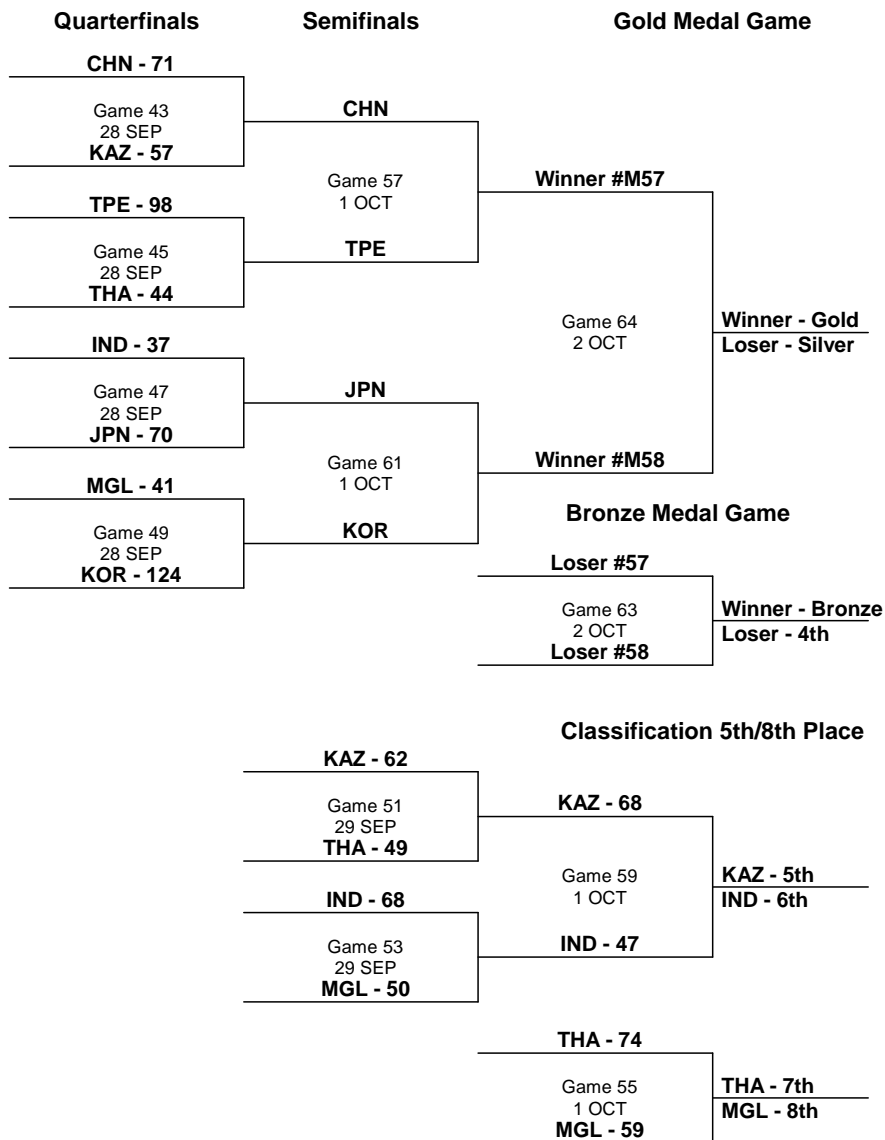 Quarterfinals Semifinals Gold Medal Game
CHN - 71
Game 43
28 SEP
KAZ - 57
CHN
TPE - 98
Game 45
28 SEP
THA - 44
TPE
Game 57
1 OCT
Winner #M57
IND - 37
Game 47
28 SEP
JPN - 70
JPN
MGL - 41
Game 49
28 SEP
KOR - 124
KOR
Game 61
1 OCT
Winner #M58
Game 64
2 OCT
Winner - Gold
Loser - Silver
Bronze Medal Game
Loser #57
Game 63
2 OCT
Loser #58
Winner - Bronze
Loser - 4th
Classification 5th/8th Place
KAZ - 62
Game 51
29 SEP
THA - 49
KAZ - 68
IND - 68
Game 53
29 SEP
MGL - 50
IND - 47
Game 59
1 OCT
KAZ - 5th
IND - 6th
THA - 74
Game 55
1 OCT
MGL - 59
THA - 7th
MGL - 8th